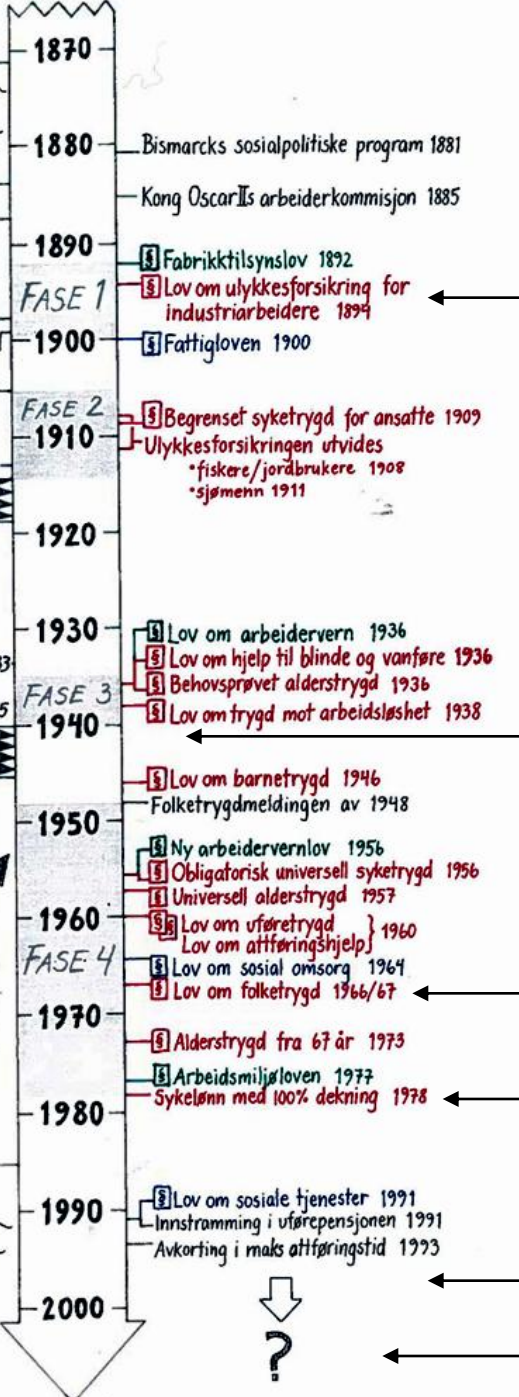 1870
1880
Bismarcks sosialpolitiske program 1881
Kong Oscar IIs arbeiderkommisjon 1885
1890
§ Fabrikktilsynslov 1892
FASE 1
§ Lov om ulykkesforsikring for
industriarbeidere 1894
1900
§ Fattigloven 1900
FASE 2
§ Begrenset syketrygd for ansatte 1909
1910
Ulykkesforsikringen utvides
•fiskere/jordbrukere 1908
•sjømenn 1911
1920
1930
§ Lov om arbeidervern 1936
§ Lov om hjelp til blinde og vanføre 1936
§ Behovsprøvet alderstrygd 1936
FASE 3
§ Lov om trygd mot arbeidsløshet 1938
1940
§ Lov om barnetrygd 1946
Folketrygdmeldingen av 1948
1950
§ Ny arbeidervernlov 1956
§ Obligatorisk universell syketrygd 1956
§ Universell alderstrygd 1957
1960
§ § Lov om uføretrygd
Lov om attføringshjelp } 1960
FASE 4
§ Lov om sosial omsorg 1964
§ Lov om folketrygd 1966/67
1970
§ Alderstrygd fra 67 år 1973
§ Arbeidsmiljøloven 1977
Sykelønn med 100% dekning 1978
1980
§ Lov om sosiale tjenester 1991
1990
Innstramming i uførepensjonen 1991
Avkorting i maks attføringstid 1993
2000
?